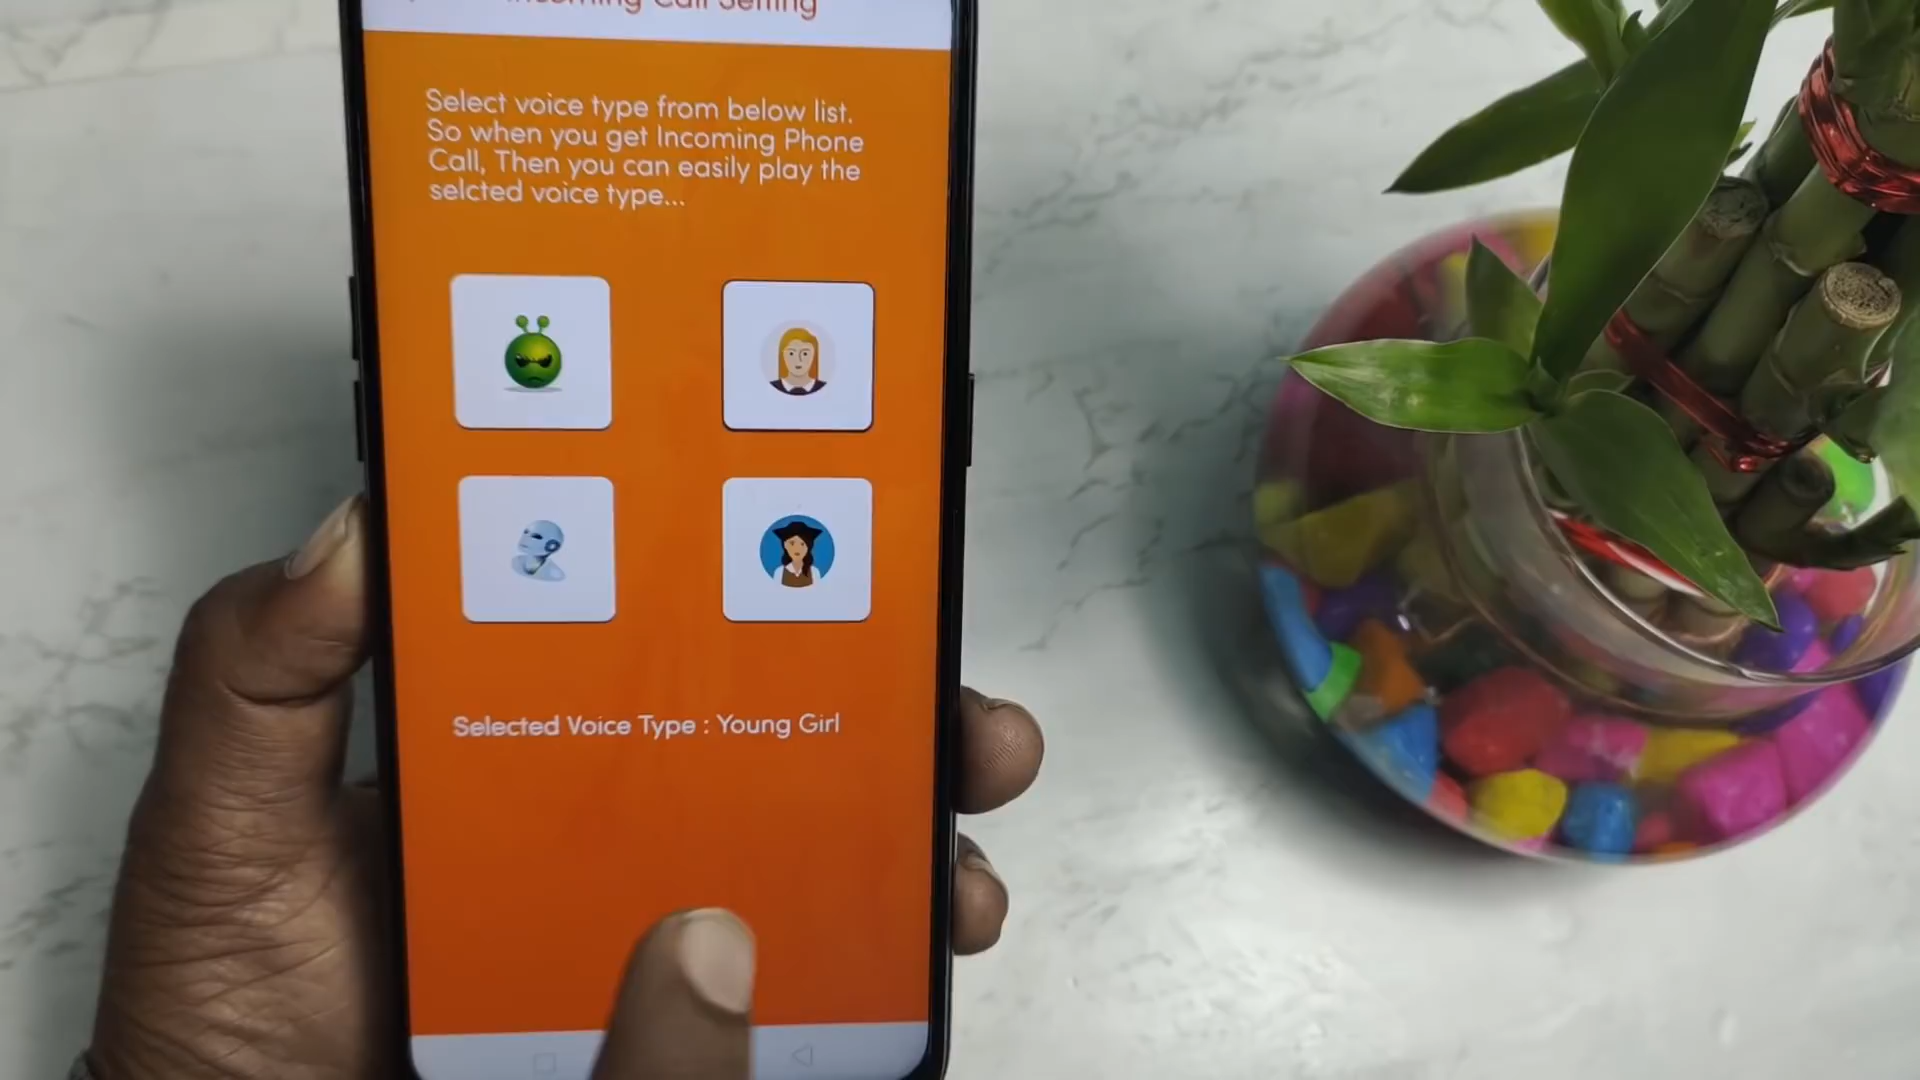 Incoming Call Setting
Select voice type from below list.
So when you get Incoming Phone
Call, Then you can easily play the
selcted voice type...
Selected Voice Type : Young Girl